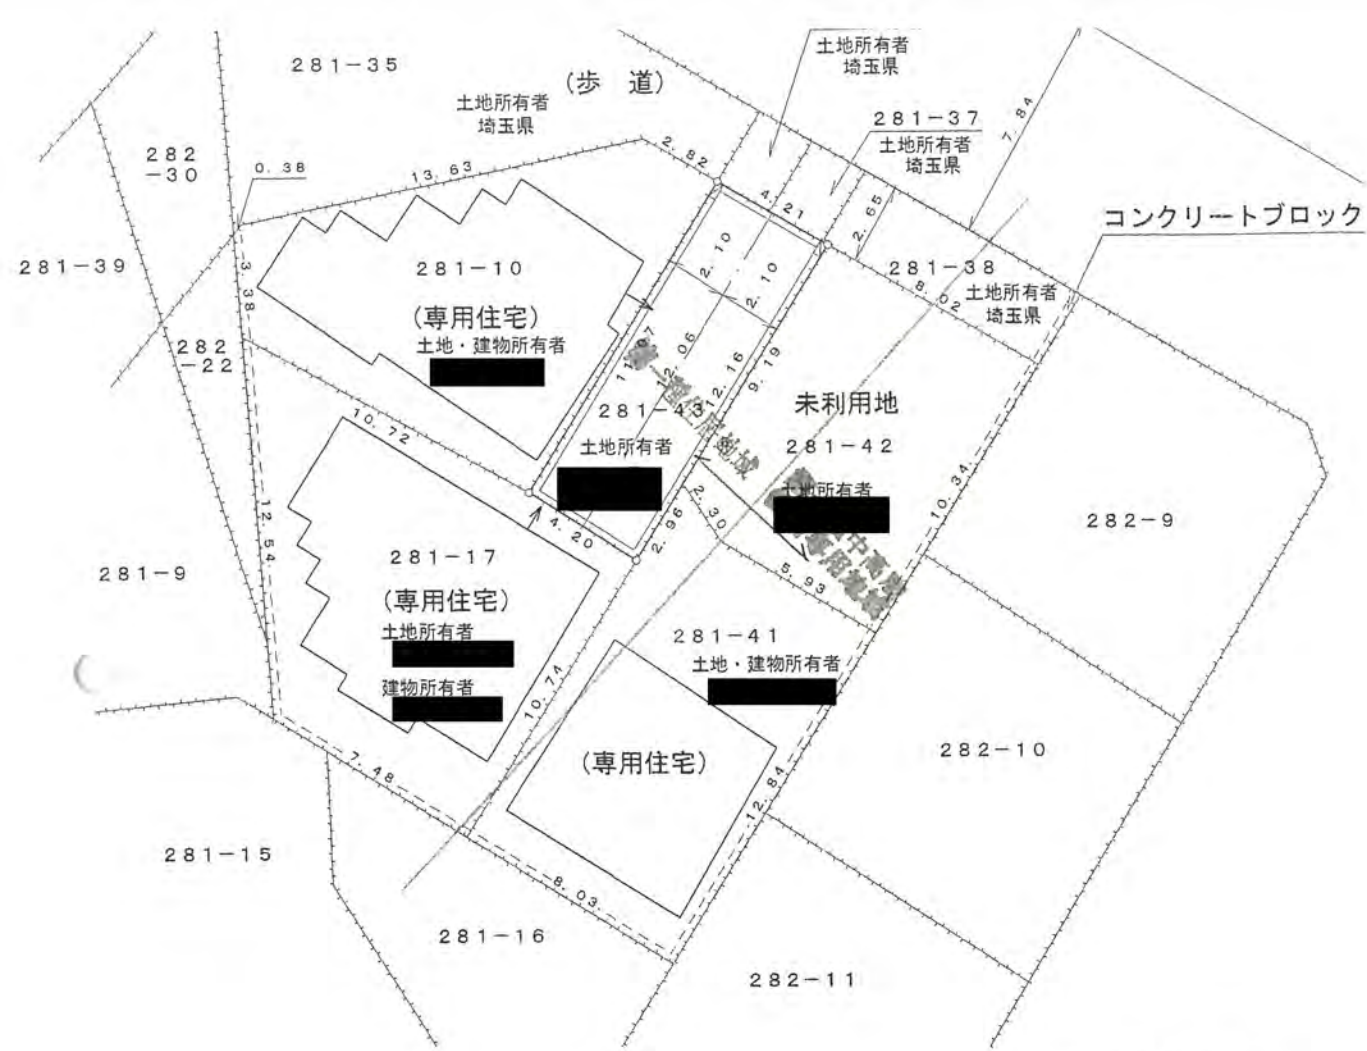 土地所有者
埼玉県
281-35
(歩 道)
土地所有者
埼玉県
281-37
土地所有者
埼玉県
7.84
282
-30
0.38
13.63
2.82
4.21
2.65
コンクリートブロック
281-39
3.38
281-10
(専用住宅)
土地・建物所有者
2.10
2.10
281-38
8.02
土地所有者
埼玉県
282
-22
12.06
12.16
9.19
10.72
281-43
土地所有者
未利用地
281-42
土地所有者
10.34
282-9
12.54
4.20
2.96
2.30
5.93
281-9
281-17
(専用住宅)
土地所有者
建物所有者
10.74
281-41
土地・建物所有者
(専用住宅)
282-10
7.48
12.84
281-15
8.03
281-16
282-11